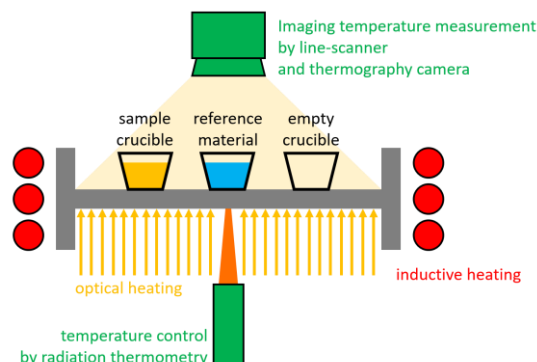 Imaging temperature measurement
by line-scanner
and thermography camera
sample
crucible
reference
material
empty
crucible
optical heating
inductive heating
temperature control
by radiation thermometry